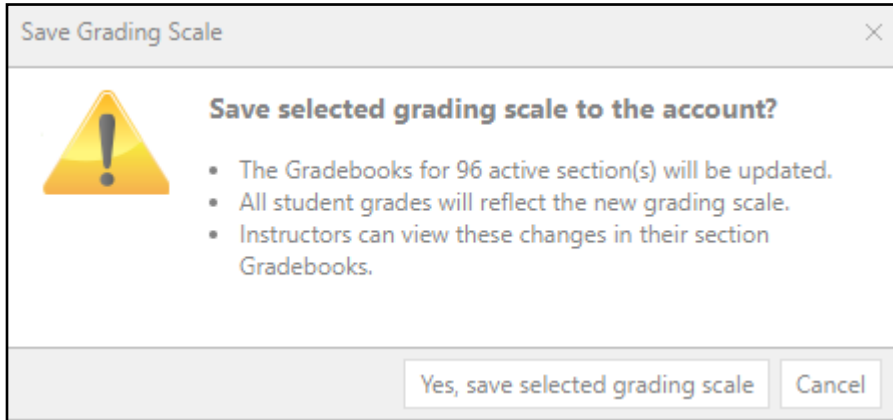 Save Grading Scale
Save selected grading scale to the account?
• The Gradebooks for 96 active section(s) will be updated.
• All student grades will reflect the new grading scale.
• Instructors can view these changes in their section
Gradebooks.
Yes, save selected grading scale
Cancel